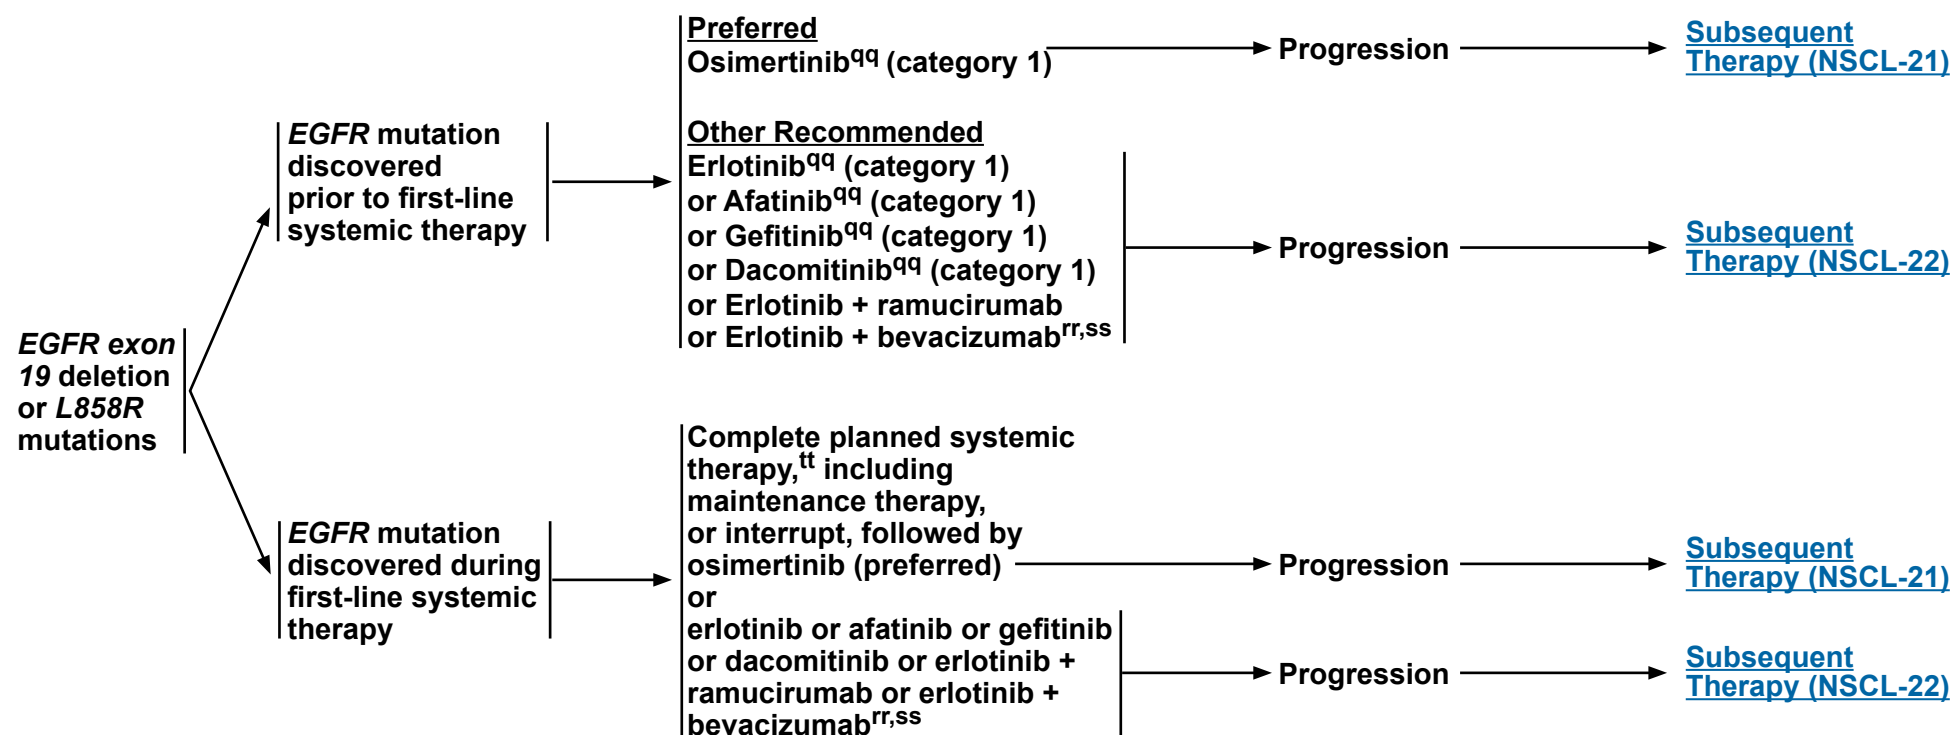 EGFR exon
19 deletion
or L858R
mutations
EGFR mutation
discovered
prior to first-line
systemic therapy
Preferred
Osimertinibqq (category 1)
Progression
Subsequent
Therapy (NSCL-21)
Other Recommended
Erlotinibqq (category 1)
or Afatinibqq (category 1)
or Gefitinibqq (category 1)
or Dacomitinibqq (category 1)
or Erlotinib + ramucirumab
or Erlotinib + bevacizumabrr,ss
Progression
Subsequent
Therapy (NSCL-22)
EGFR mutation
discovered during
first-line systemic
therapy
Complete planned systemic
therapy,tt including
maintenance therapy,
or interrupt, followed by
osimertinib (preferred)
Progression
Subsequent
Therapy (NSCL-21)
or
erlotinib or afatinib or gefitinib
or dacomitinib or erlotinib +
ramucirumab or erlotinib +
bevacizumabrr,ss
Progression
Subsequent
Therapy (NSCL-22)